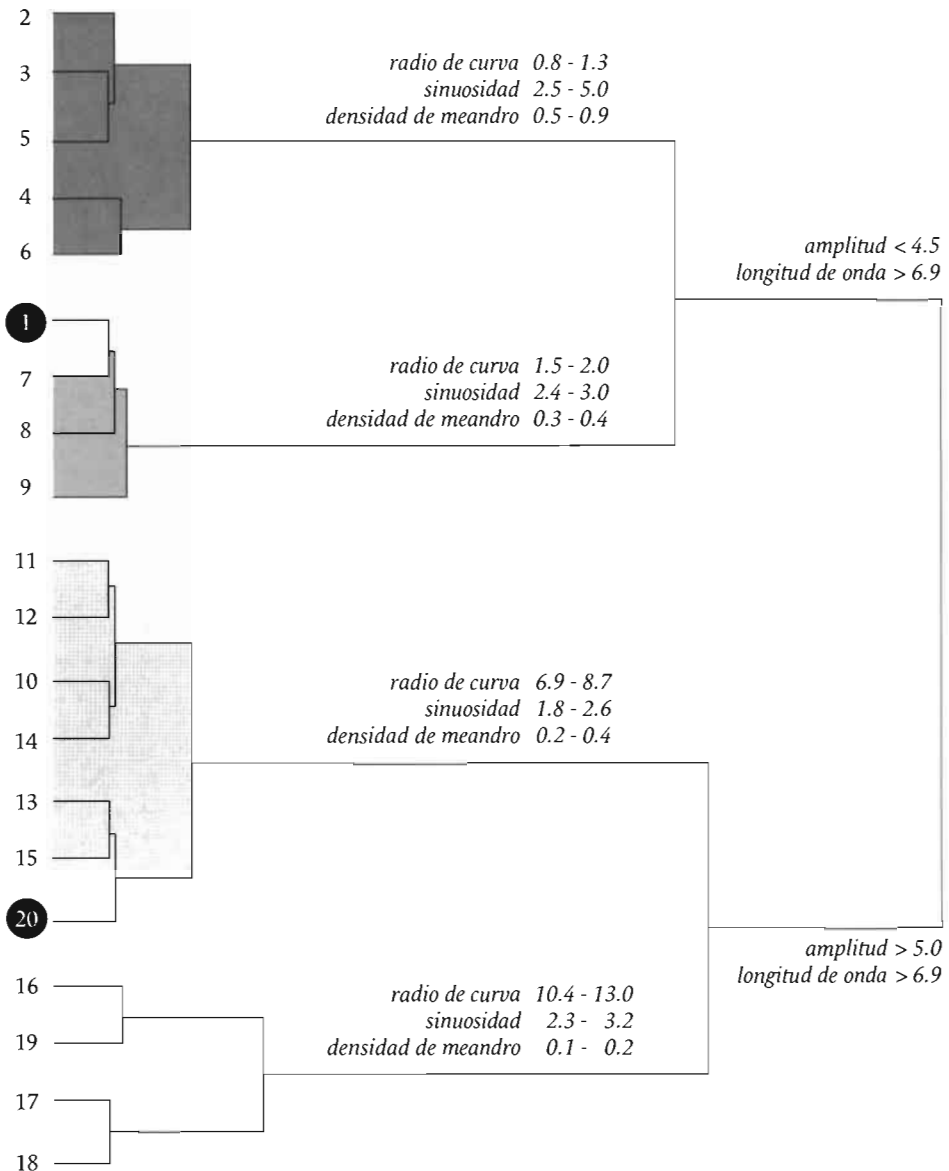 2
radio de curva 0.8 - 1.3
3
sinuosidad 2.5 - 5.0
densidad de meandro 0.5 - 0.9
5
4
amplitud < 4.5
6
longitud de onda > 6.9
1
radio de curva 1.5 - 2.0
7
sinuosidad 2.4 - 3.0
densidad de meandro 0.3 - 0.4
8
9
11
12
10
radio de curva 6.9 - 8.7
sinuosidad 1.8 - 2.6
14
densidad de meandro 0.2 - 0.4
13
15
20
amplitud > 5.0
longitud de onda > 6.9
16
radio de curva 10.4 - 13.0
sinuosidad 2.3 - 3.2
19
densidad de meandro 0.1 - 0.2
17
18